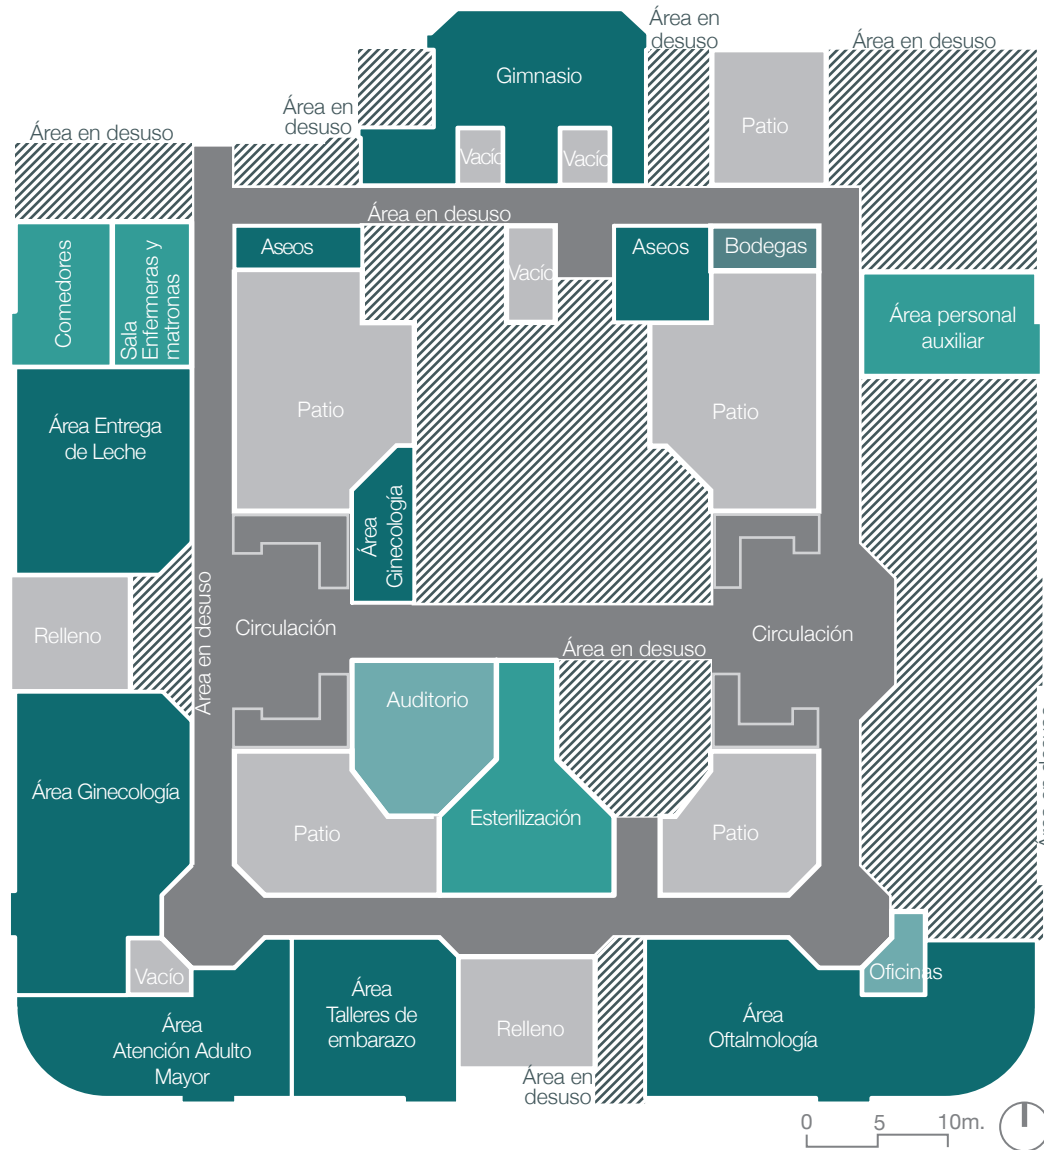 Área en
desuso
Área en desuso
Gimnasio
Área en
desuso
Patio
Área en desuso
Vacío
Vacío
Área en desuso
Comedores
Sala
Enfermeras y
matronas
Aseos
Vacío
Aseos
Bodegas
Área personal
auxiliar
Patio
Patio
Área Entrega
de Leche
Área
Ginecología
Área en desuso
Relleno
Circulación
Circulación
Área en desuso
Auditorio
Área en desuso
Área Ginecología
Esterilización
Patio
Patio
Vacío
Oficinas
Área
Talleres de
embarazo
Relleno
Área
Oftalmología
Área
Atención Adulto
Mayor
Área en
desuso
0 5 10m.